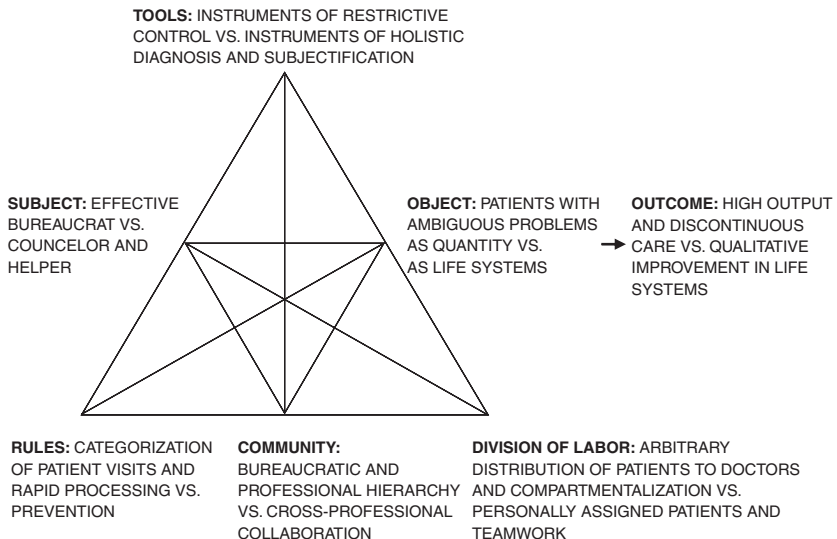 TOOLS: INSTRUMENTS OF RESTRICTIVE
CONTROL VS. INSTRUMENTS OF HOLISTIC
DIAGNOSIS AND SUBJECTIFICATION
SUBJECT: EFFECTIVE
BUREAUCRAT VS.
COUNCELOR AND
HELPER
OBJECT: PATIENTS WITH
AMBIGUOUS PROBLEMS
AS QUANTITY VS.
AS LIFE SYSTEMS
OUTCOME: HIGH OUTPUT
AND DISCONTINUOUS
CARE VS. QUALITATIVE
IMPROVEMENT IN LIFE
SYSTEMS
RULES: CATEGORIZATION
OF PATIENT VISITS AND
RAPID PROCESSING VS.
PREVENTION
COMMUNITY:
BUREAUCRATIC AND
PROFESSIONAL HIERARCHY
VS. CROSS-PROFESSIONAL
COLLABORATION
DIVISION OF LABOR: ARBITRARY
DISTRIBUTION OF PATIENTS TO DOCTORS
AND COMPARTMENTALIZATION VS.
PERSONALLY ASSIGNED PATIENTS AND
TEAMWORK